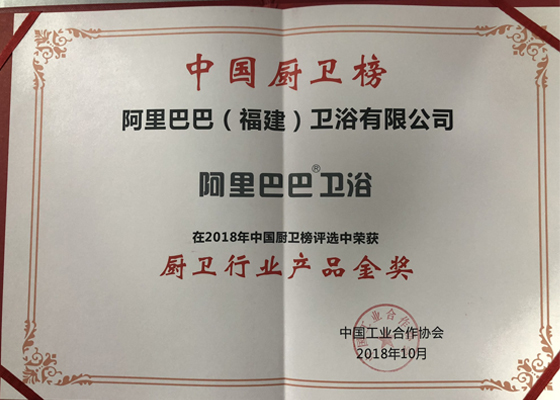 中国厨卫榜
阿里巴巴（福建）卫浴有限公司
阿里巴巴®卫浴
在2018年中国厨卫榜评选中荣获
厨卫行业产品金奖
中国工业合作协会
2018年10月